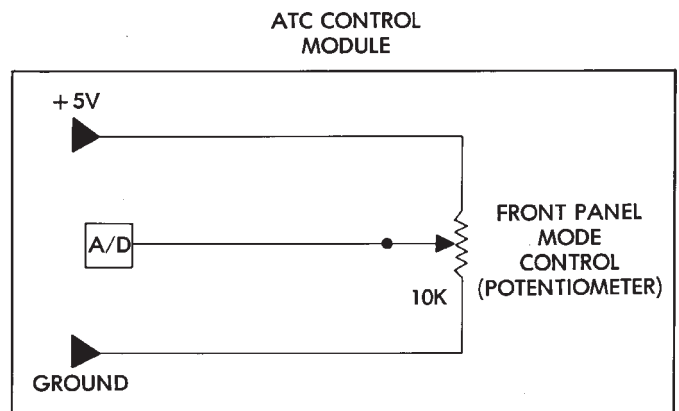 ATC CONTROL
MODULE
+5V
A/D
FRONT PANEL
MODE
CONTROL
(POTENTIOMETER)
10K
GROUND